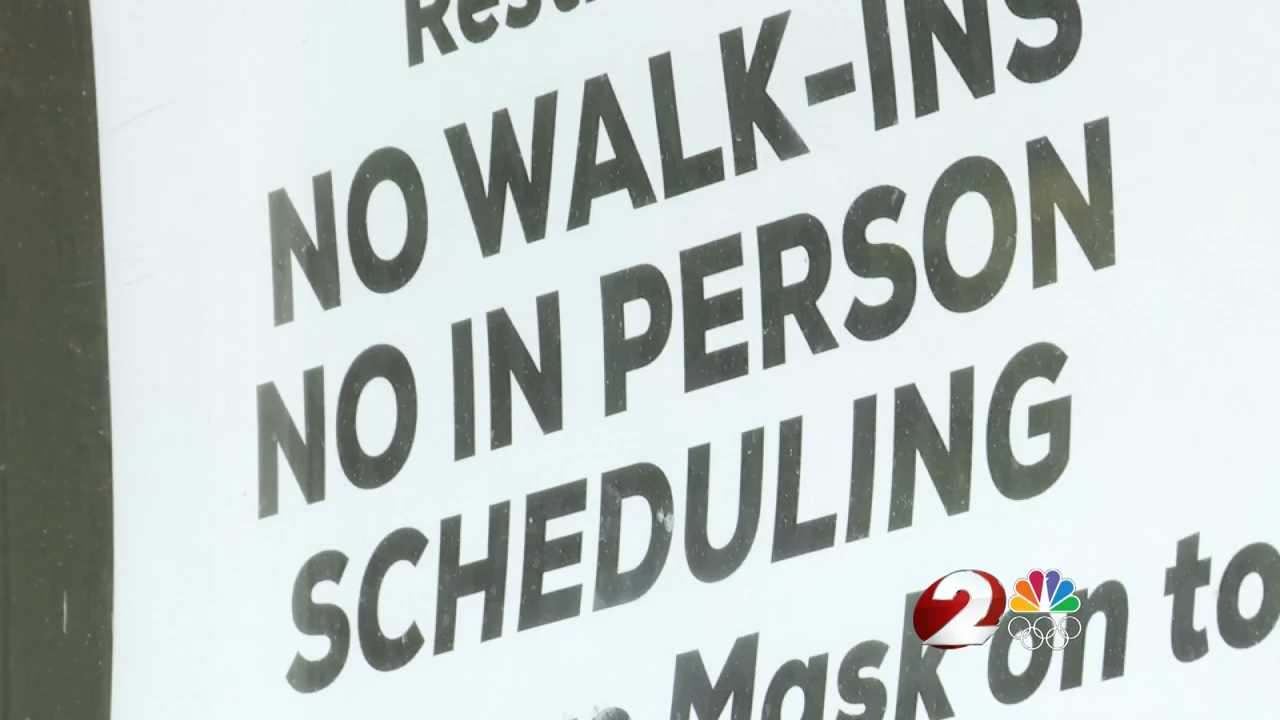 NO WALK-INS
NO IN PERSON
SCHEDULING
Mask on to
2